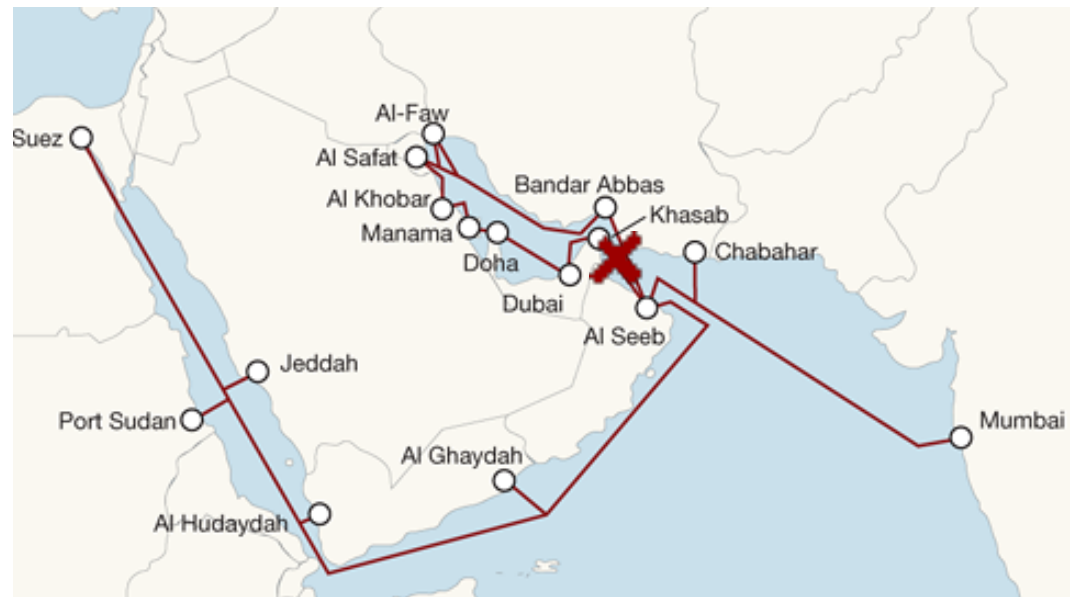 Al-Faw
Suez
Al Safat
Bandar Abbas
Al Khobar
Khasab
Manama
Chabahar
Doha
Dubai
Al Seeb
Jeddah
Port Sudan
Mumbai
Al Ghaydah
Al Hudaydah